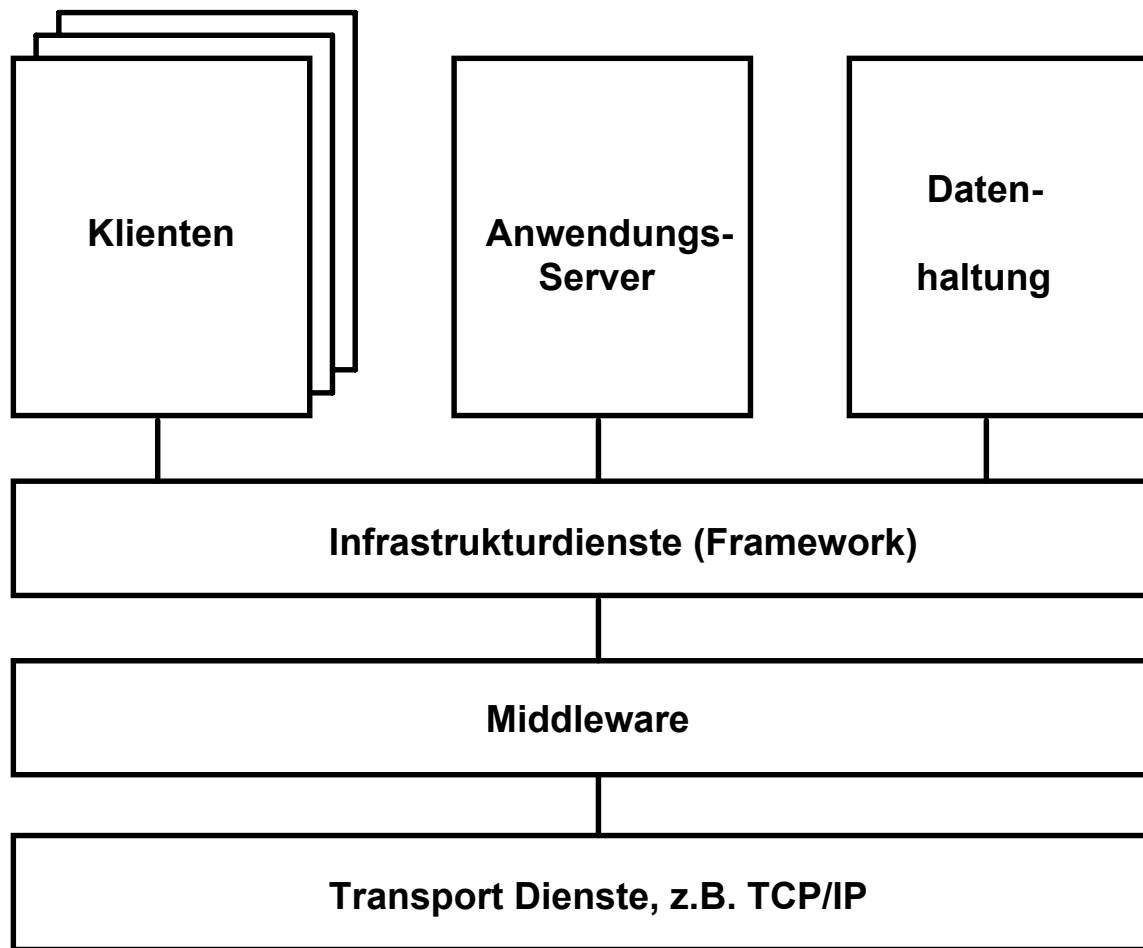 Klienten
Anwendungs-
Server
Daten-
haltung
Infrastrukturdienste (Framework)
Middleware
Transport Dienste, z.B. TCP/IP